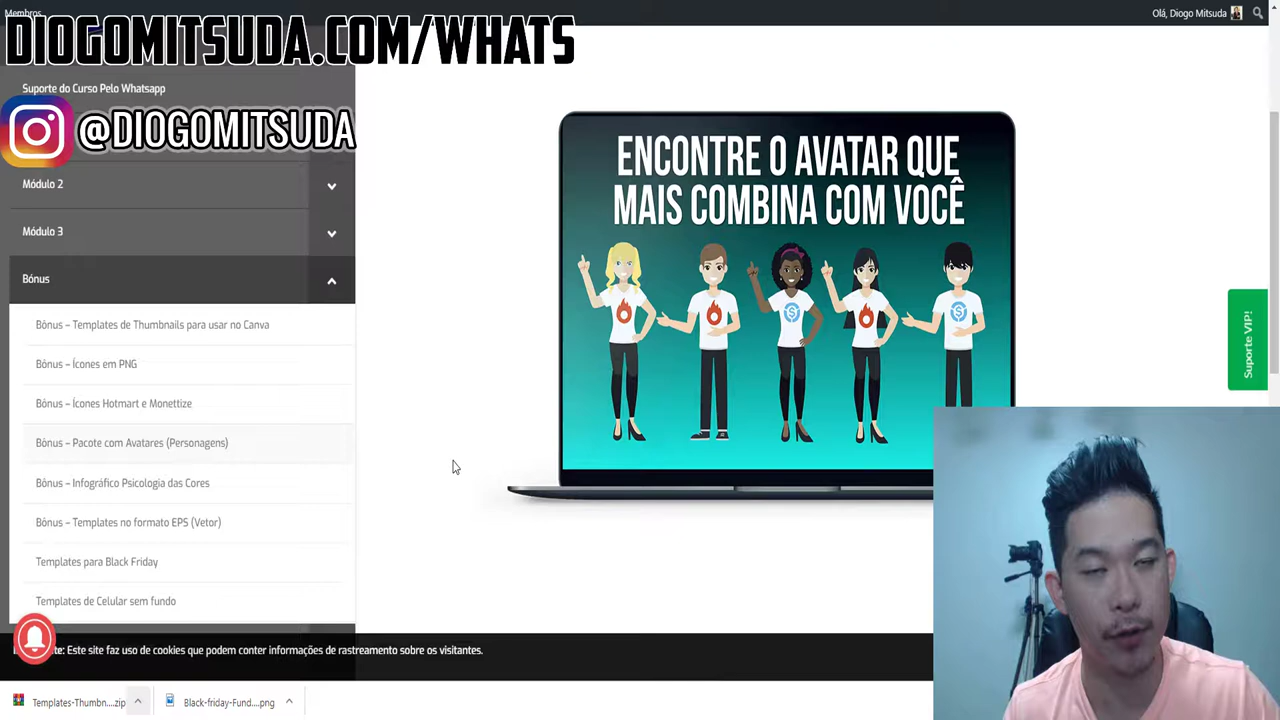 Membros
Olá, Diogo Mitsuda
DIOGOMITSUDA.COM/WHATS
Suporte do Curso Pelo Whatsapp
@DIOGOMITSUDA
Módulo 2
Módulo 3
Bónus
Bônus – Templates de Thumbnails para usar no Canva
Bônus – Ícones em PNG
Bônus – Ícones Hotmart e Monettize
Bônus – Pacote com Avatares (Personagens)
Bônus – Infográfico Psicologia das Cores
Bônus – Templates no formato EPS (Vetor)
Templates para Black Friday
Templates de Celular sem fundo
ENCONTRE O AVATAR QUE
MAIS COMBINA COM VOCÊ
Suporte VIP!
Este site faz uso de cookies que podem conter informações de rastreamento sobre os visitantes.
Templates-Thumbn....zip
Black-friday-Fund....png